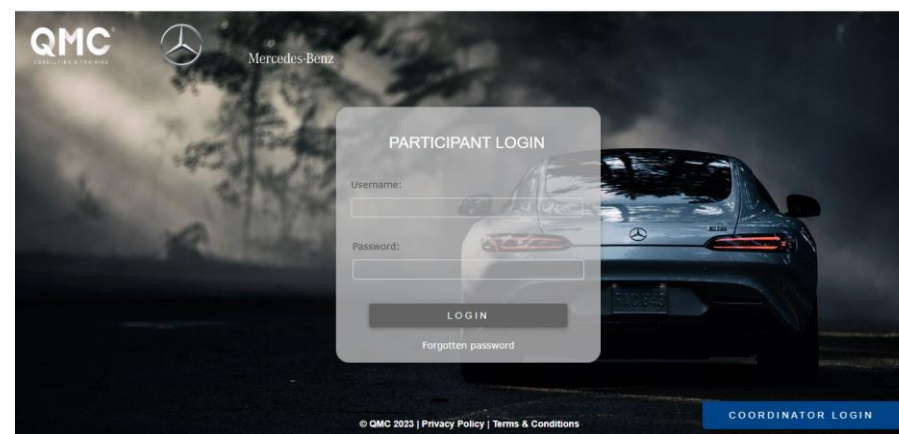 QMC
CONSULTING & TRAINING
Mercedes-Benz
PARTICIPANT LOGIN
Username:
Password:
LOGIN
Forgotten password
© QMC 2023 | Privacy Policy | Terms & Conditions
COORDINATOR LOGIN